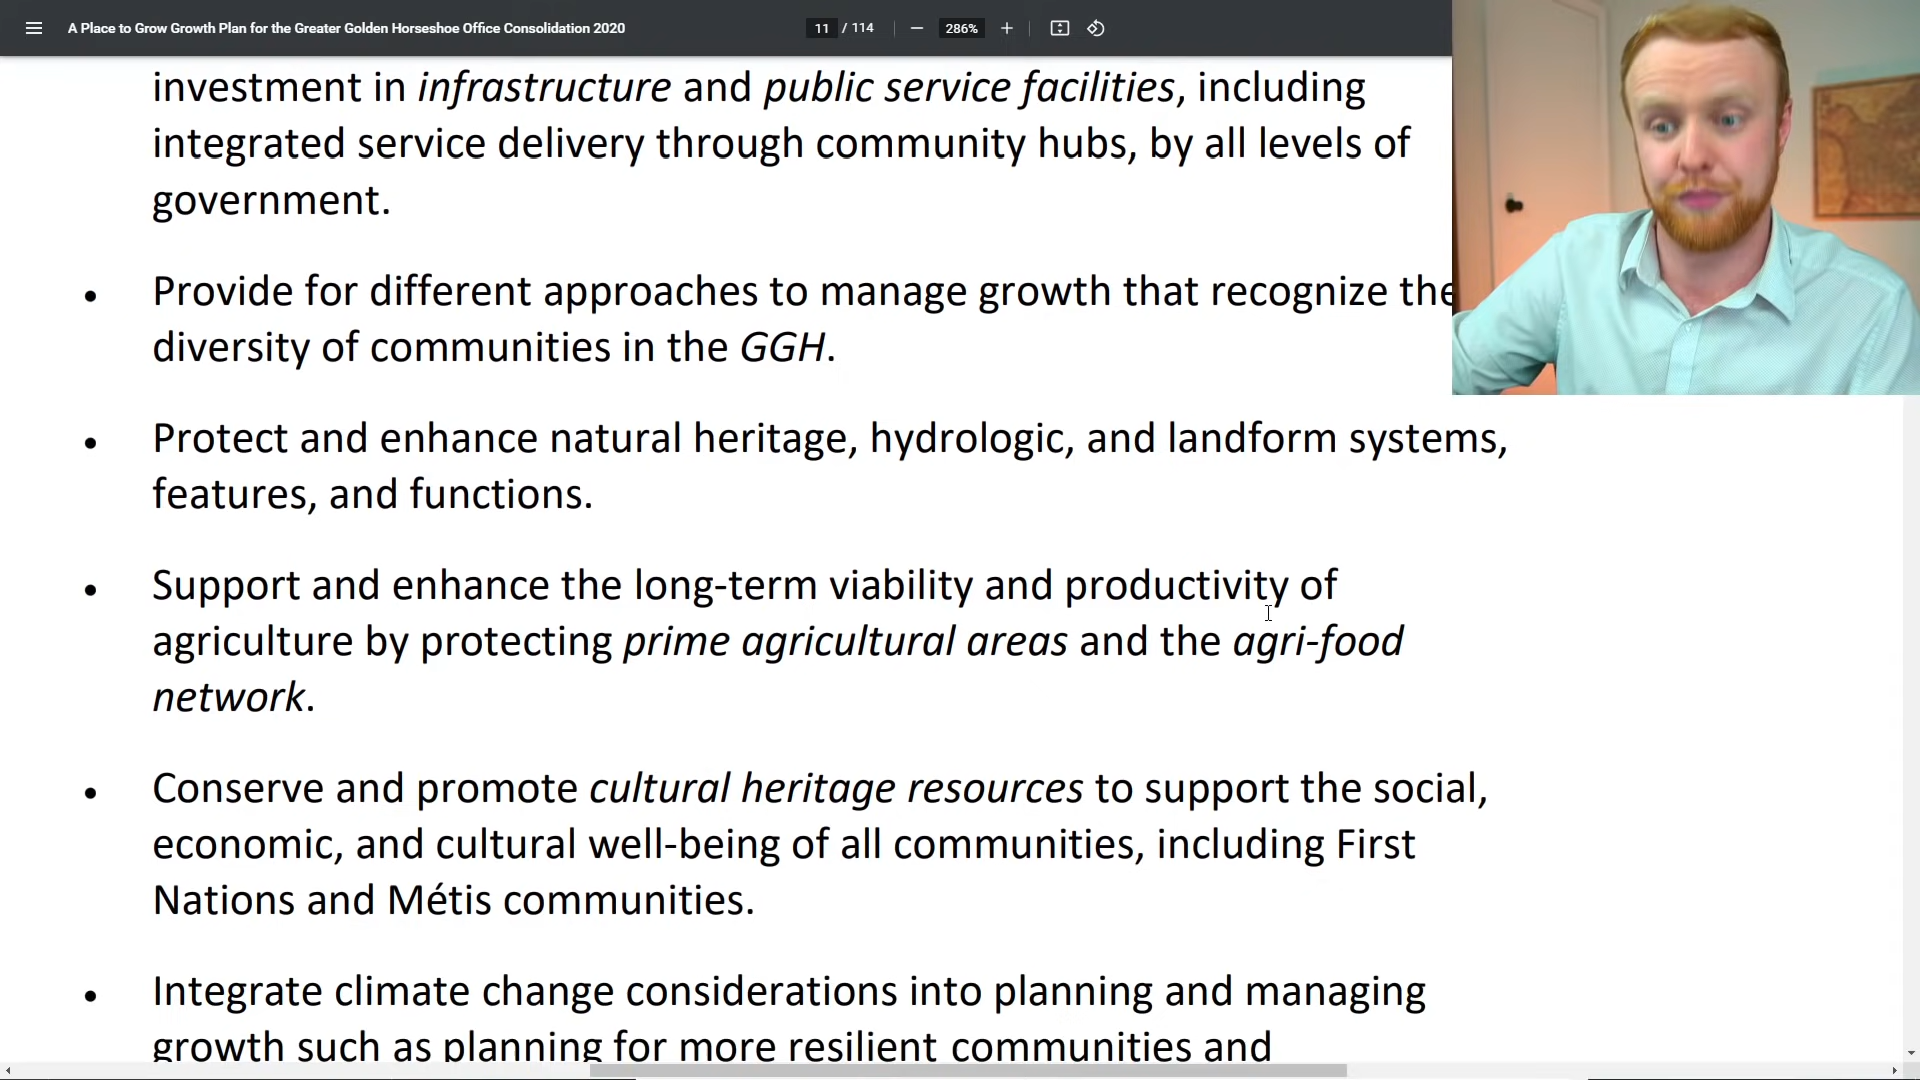 A Place to Grow Growth Plan for the Greater Golden Horseshoe Office Consolidation 2020
11 / 114
286%
investment in infrastructure and public service facilities, including
integrated service delivery through community hubs, by all levels of
government.
• Provide for different approaches to manage growth that recognize the
diversity of communities in the GGH.
• Protect and enhance natural heritage, hydrologic, and landform systems,
features, and functions.
• Support and enhance the long-term viability and productivity of
agriculture by protecting prime agricultural areas and the agri-food
network.
• Conserve and promote cultural heritage resources to support the social,
economic, and cultural well-being of all communities, including First
Nations and Métis communities.
• Integrate climate change considerations into planning and managing
growth such as planning for more resilient communities and